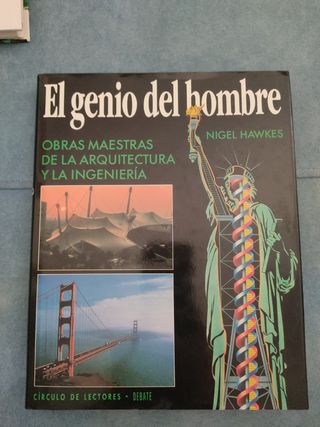 El genio del hombre
NIGEL HAWKES
OBRAS MAESTRAS
DE LA ARQUITECTURA
Y LA INGENIERÍA
CÍRCULO DE LECTORES • DEBATE